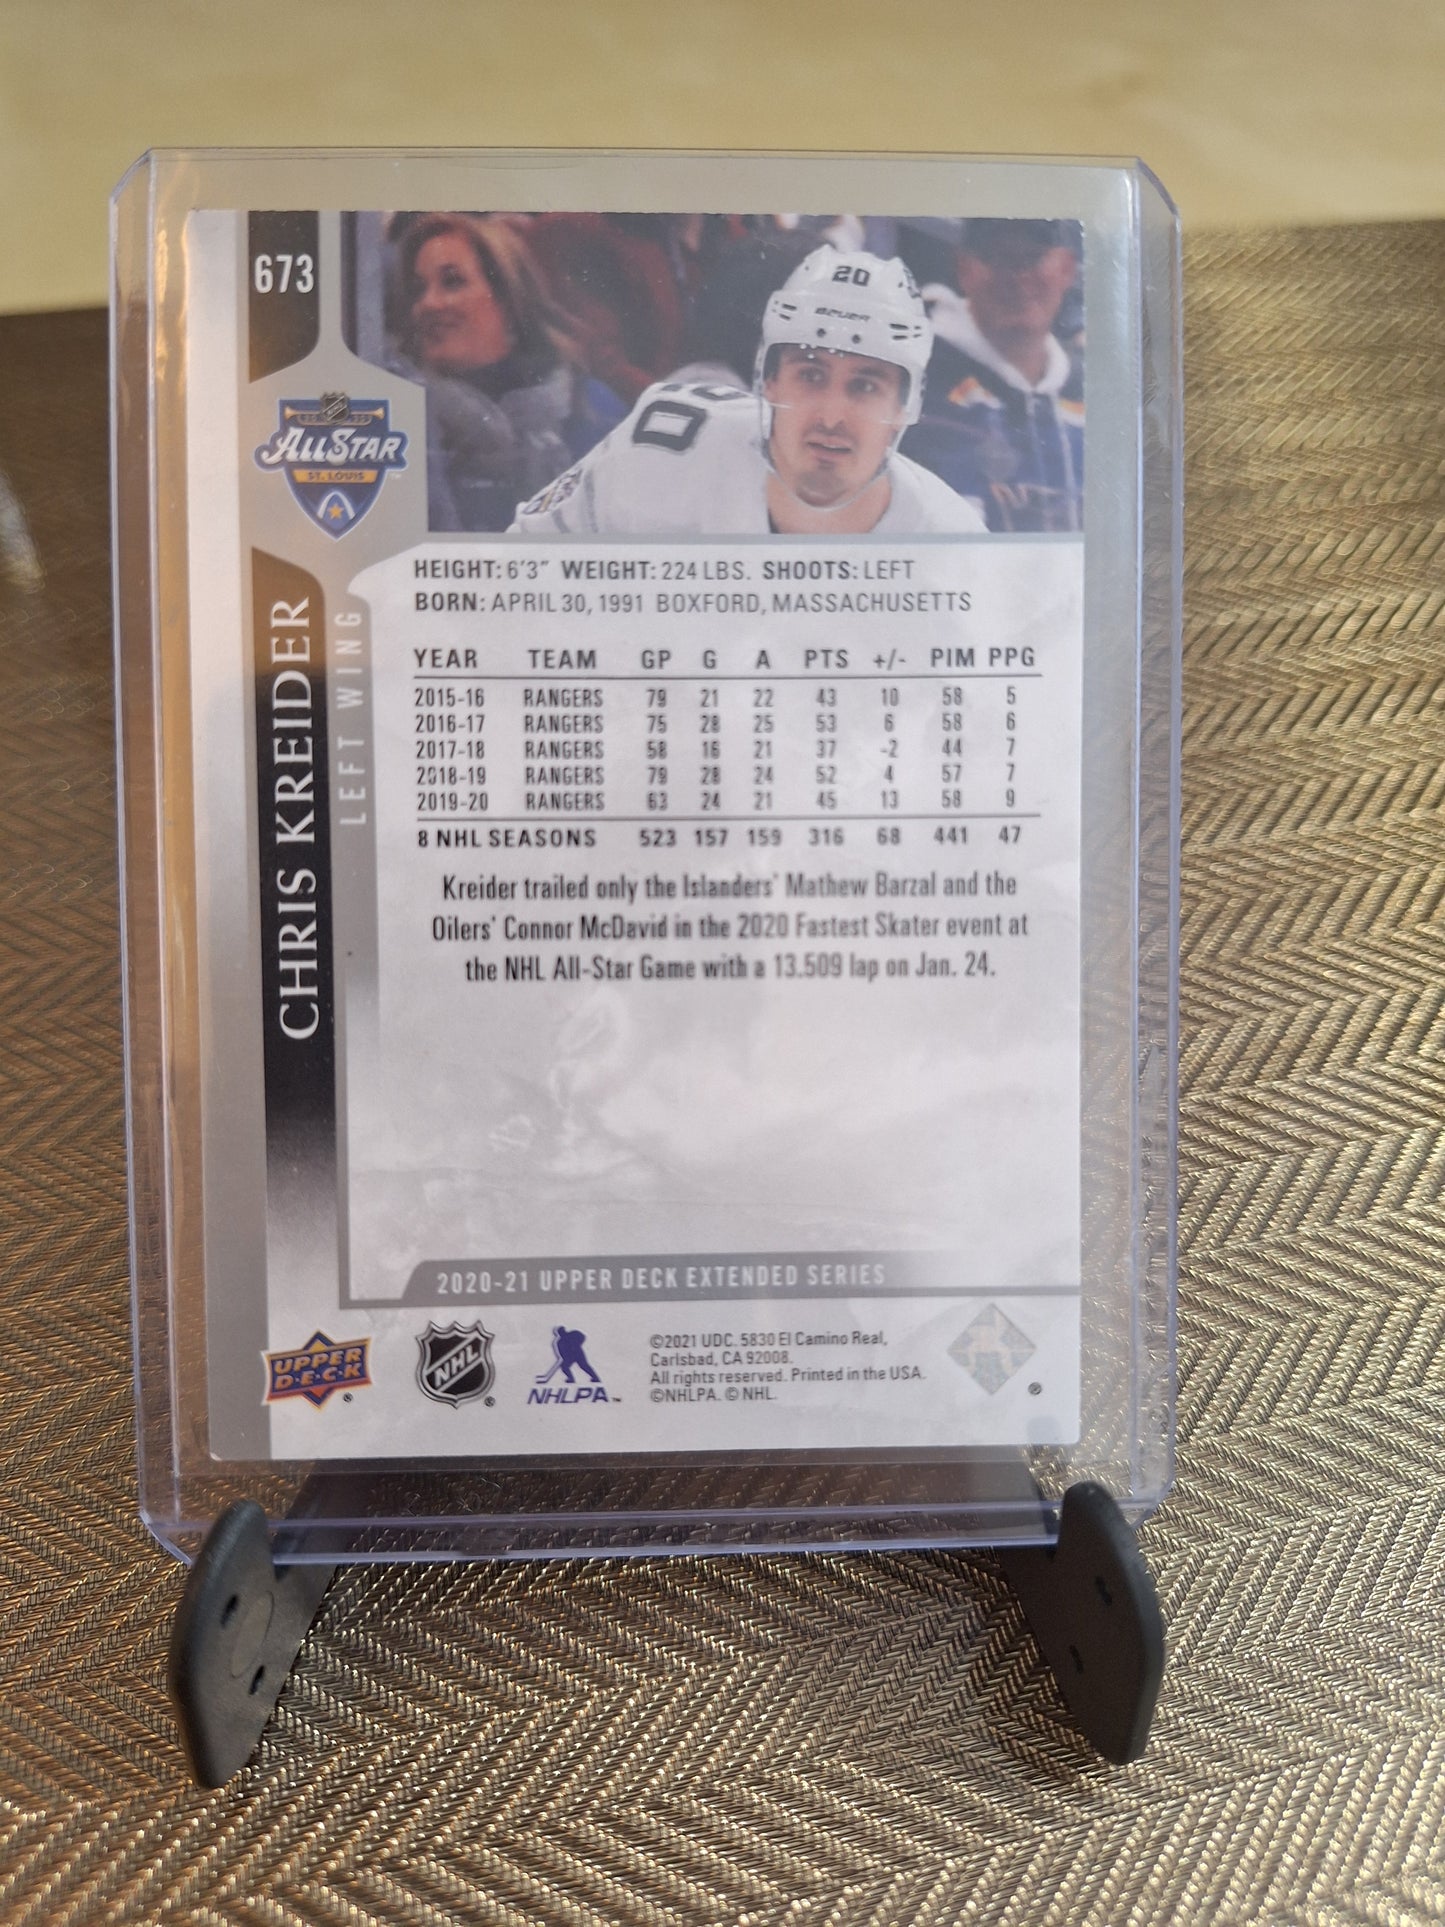 673
20
BAUER
20
ALL STAR
ST. LOUIS
CHRIS KREIDER
LEFT WING
HEIGHT: 6'3" WEIGHT: 224 LBS. SHOOTS: LEFT
BORN: APRIL 30, 1991 BOXFORD, MASSACHUSETTS
YEAR TEAM GP G A PTS +/- PIM PPG
2015-16 RANGERS 79 21 22 43 10 58 5
2016-17 RANGERS 75 28 25 53 6 58 6
2017-18 RANGERS 58 16 21 37 -2 44 7
2018-19 RANGERS 79 28 24 52 4 57 7
2019-20 RANGERS 63 24 21 45 13 58 9
8 NHL SEASONS 523 157 159 316 68 441 47
Kreider trailed only the Islanders' Mathew Barzal and the
Oilers' Connor McDavid in the 2020 Fastest Skater event at
the NHL All-Star Game with a 13.509 lap on Jan. 24.
2020-21 UPPER DECK EXTENDED SERIES
UPPER
D·E·C·K
®
NHL
®
NHLPA™
©2021 UDC. 5830 El Camino Real,
Carlsbad, CA 92008.
All rights reserved. Printed in the USA.
©NHLPA. © NHL.
®